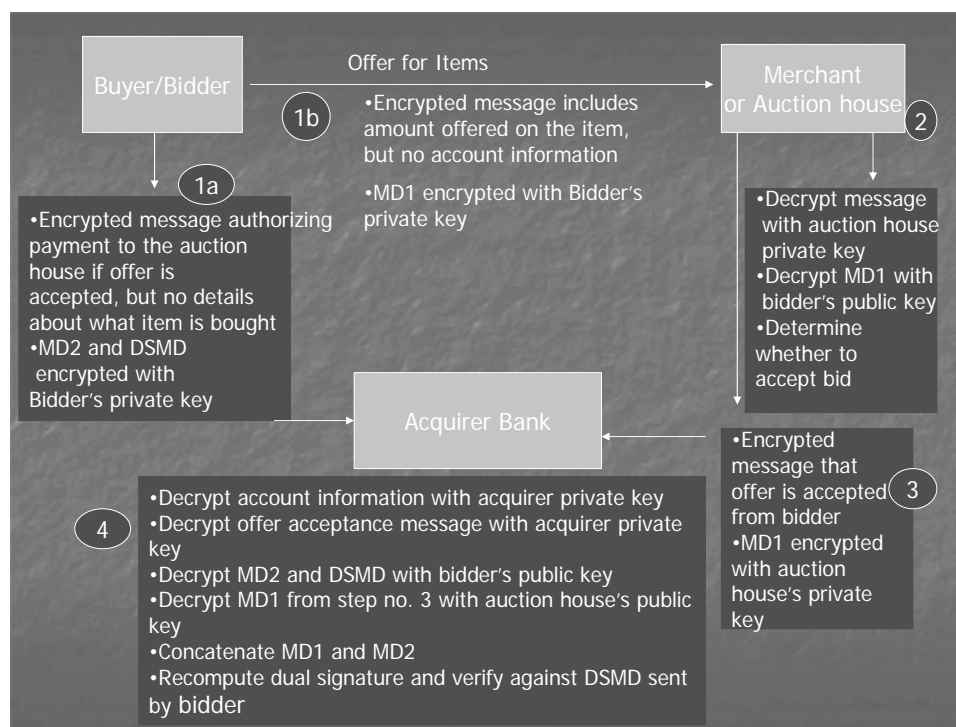 Buyer/Bidder
Offer for Items
Merchant
or Auction house
1b
•Encrypted message includes
amount offered on the item,
but no account information
•MD1 encrypted with Bidder's
private key
2
1a
•Encrypted message authorizing
payment to the auction
house if offer is
accepted, but no details
about what item is bought
•MD2 and DSMD
encrypted with
Bidder's private key
•Decrypt message
with auction house
private key
•Decrypt MD1 with
bidder's public key
•Determine
whether to
accept bid
Acquirer Bank
•Encrypted
message that
offer is accepted
from bidder
•MD1 encrypted
with auction
house's private
key
3
4
•Decrypt account information with acquirer private key
•Decrypt offer acceptance message with acquirer private
key
•Decrypt MD2 and DSMD with bidder's public key
•Decrypt MD1 from step no. 3 with auction house's public
key
•Concatenate MD1 and MD2
•Recompute dual signature and verify against DSMD sent
by bidder